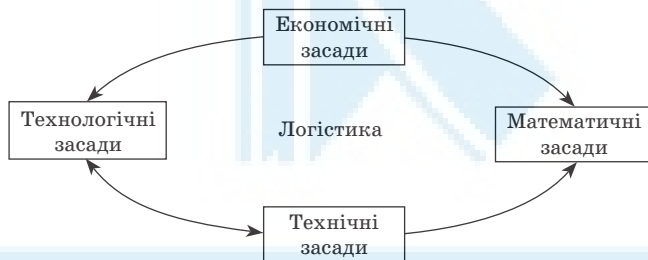 Економічні
засади
Технологічні
засади
Логістика
Математичні
засади
Технічні
засади